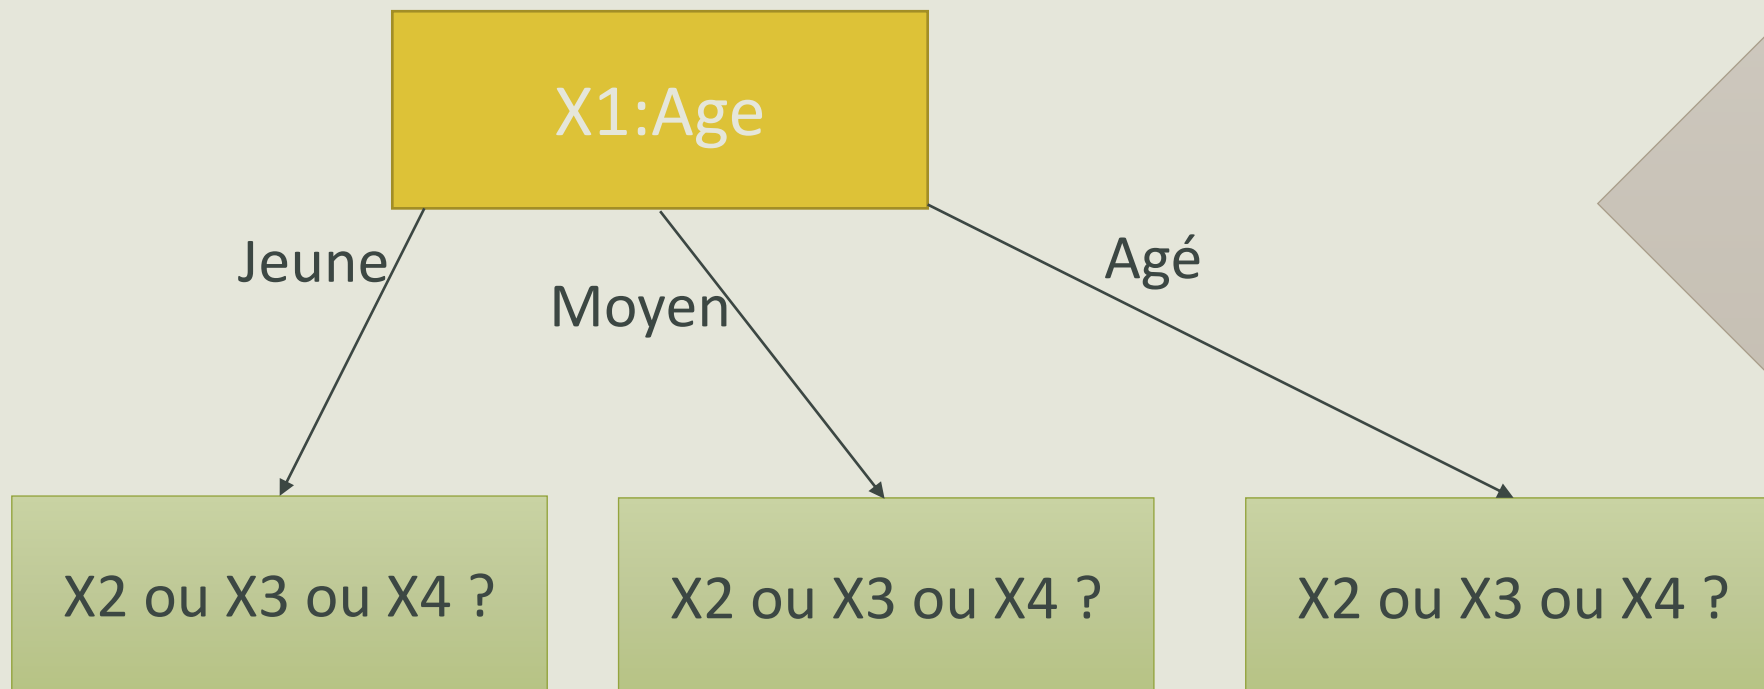 X1:Age
Jeune
Moyen
Agé
X2 ou X3 ou X4 ?
X2 ou X3 ou X4 ?
X2 ou X3 ou X4 ?